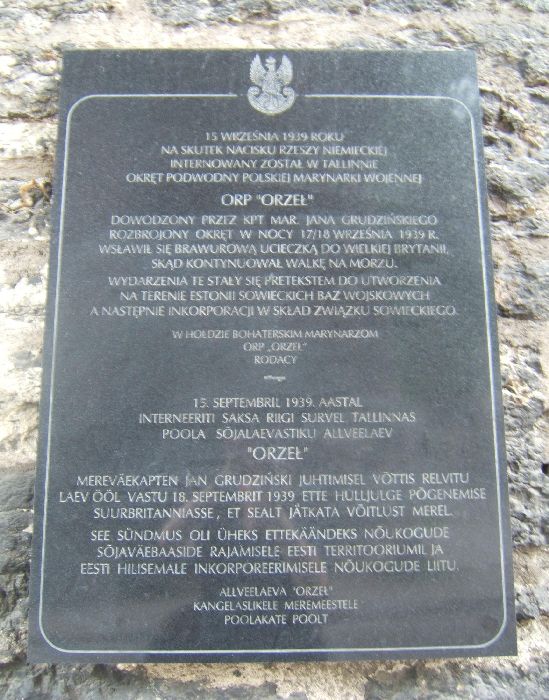 15 WRZEŚNIA 1939 ROKU
NA SKUTEK NACISKU RZESZY NIEMIECKIEJ
INTERNOWANY ZOSTAŁ W TALLINNIE
OKRĘT PODWODNY POLSKIEJ MARYNARKI WOJENNEJ
ORP "ORZEŁ"
DOWODZONY PRZEZ KPT MAR. JANA GRUDZIŃSKIEGO
ROZBROJONY OKRĘT W NOCY 17/18 WRZEŚNIA 1939 R.
WSŁAWIŁ SIĘ BRAWUROWĄ UCIECZKĄ DO WIELKIEJ BRYTANII,
SKĄD KONTYNUOWAŁ WALKĘ NA MORZU.
WYDARZENIA TE STAŁY SIĘ PRETEKSTEM DO UTWORZENIA
NA TERENIE ESTONII SOWIECKICH BAZ WOJSKOWYCH
A NASTĘPNIE INKORPORACJI W SKŁAD ZWIĄZKU SOWIECKIEGO.
W HOŁDZIE BOHATERSKIM MARYNARZOM
ORP „ORZEŁ"
RODACY
15. SEPTEMBRIL 1939. AASTAL
INTERNEERITI SAKSA RIIGI SURVEL TALLINNAS
POOLA SÕJALAEVASTIKU ALLVEELAEV
"ORZEŁ"
MEREVÄEKAPTEN JAN GRUDZIŃSKI JUHTIMISEL VÕTTIS RELVITU
LAEV ÖÖL VASTU 18. SEPTEMBRIT 1939 ETTE HULLJULGE PÕGENEMISE
SUURBRITANNIASSE, ET SEALT JÄTKATA VÕITLUST MEREL.
SEE SÜNDMUS OLI ÜHEKS ETTEKÄÄNDEKS NÕUKOGUDE
SÕJAVÄEBAASIDE RAJAMISELE EESTI TERRITOORIUMIL JA
EESTI HILISEMALE INKORPOREERIMISELE NÕUKOGUDE LIITU.
ALLVEELAEVA "ORZEŁ"
KANGELASLIKELE MEREMEESTELE
POOLAKATE POOLT